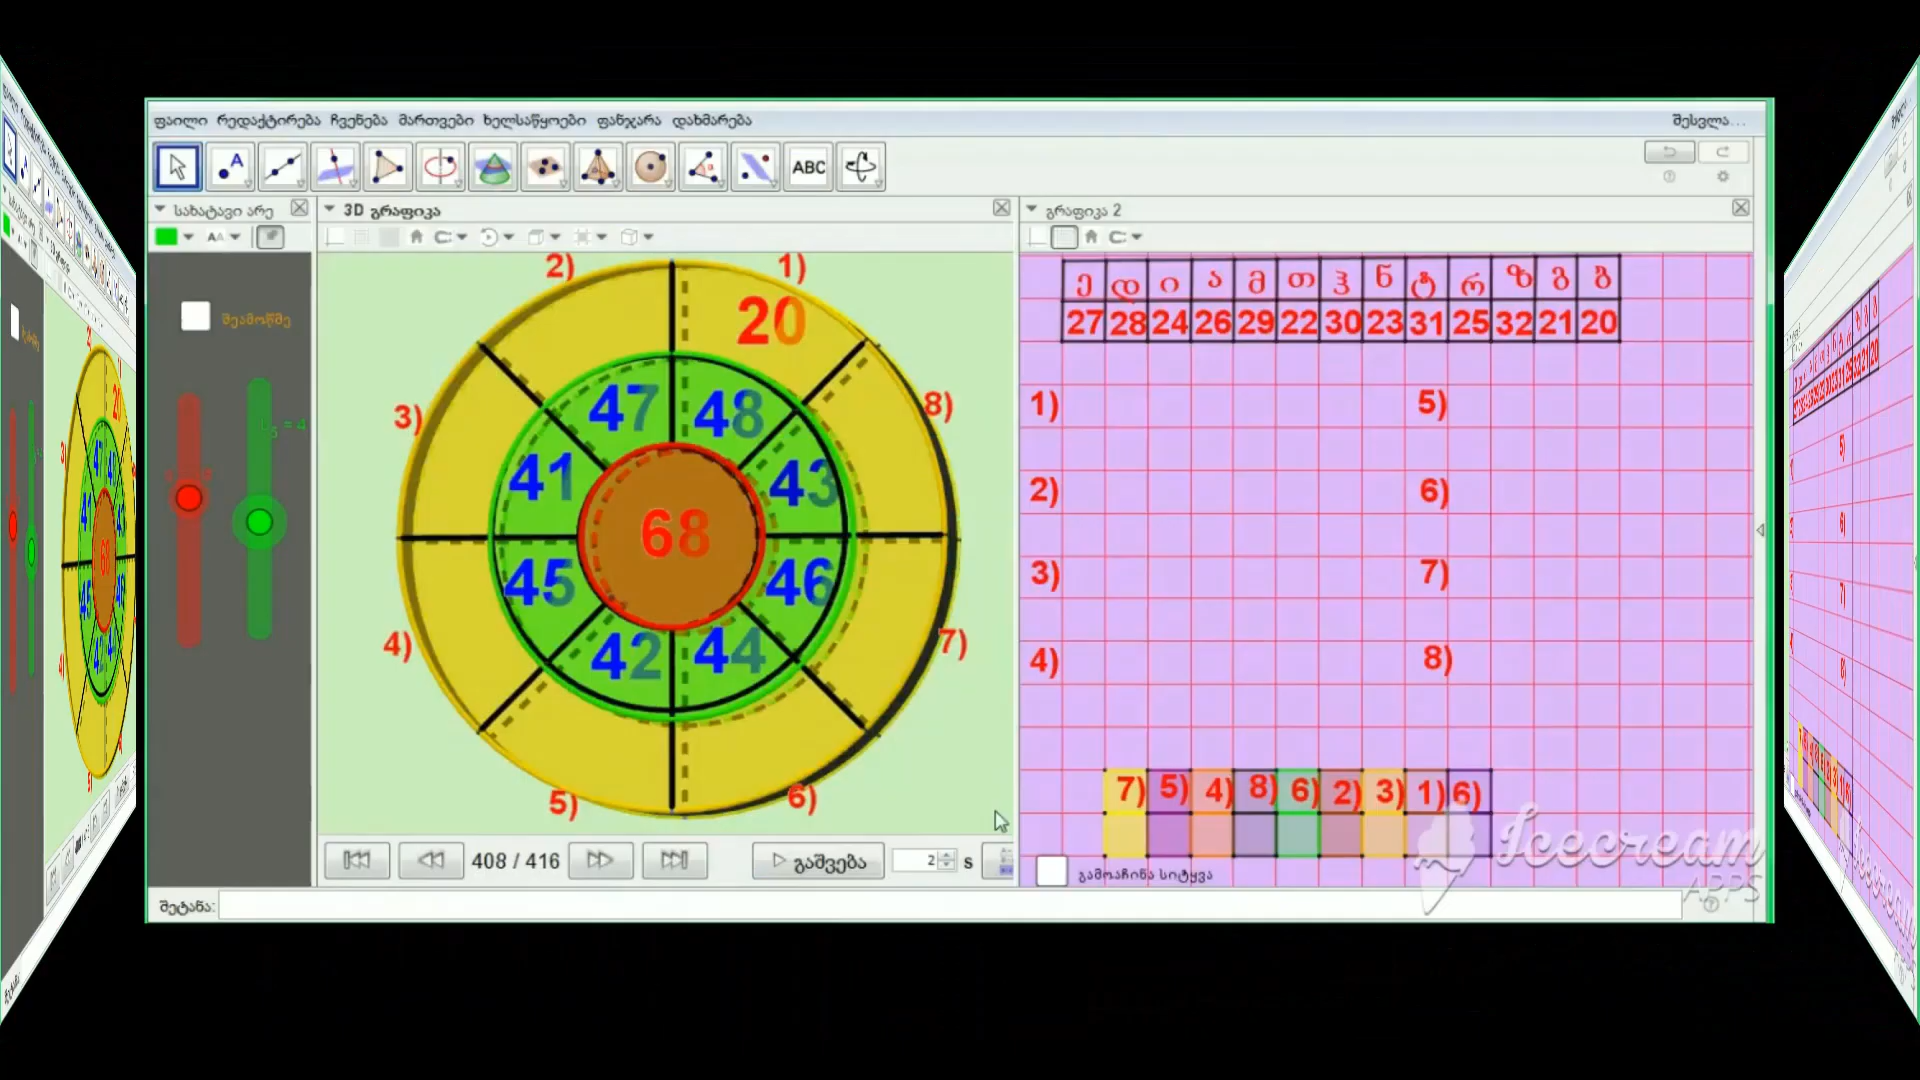 ფაილი რედაქტირება ჩვენება მართვები ხელსაწყოები ფანჯარა დახმარება
შესვლა...
ABC
სახატავი არე
3D გრაფიკა
გრაფიკა 2
შეამოწმე
1)
2)
3)
4)
5)
6)
7)
8)
20
47 48
41 43
68
45 46
42 44
ე დ ი ა მ თ ჰ ნ ტ რ ზ გ ბ
27 28 24 26 29 22 30 23 31 25 32 21 20
1) 5)
2) 6)
3) 7)
4) 8)
7) 5) 4) 8) 6) 2) 3) 1) 6)
გამოაჩინა სიტყვა
408 / 416
გაშვება
2 s
შეტანა:
Icecream
APPS